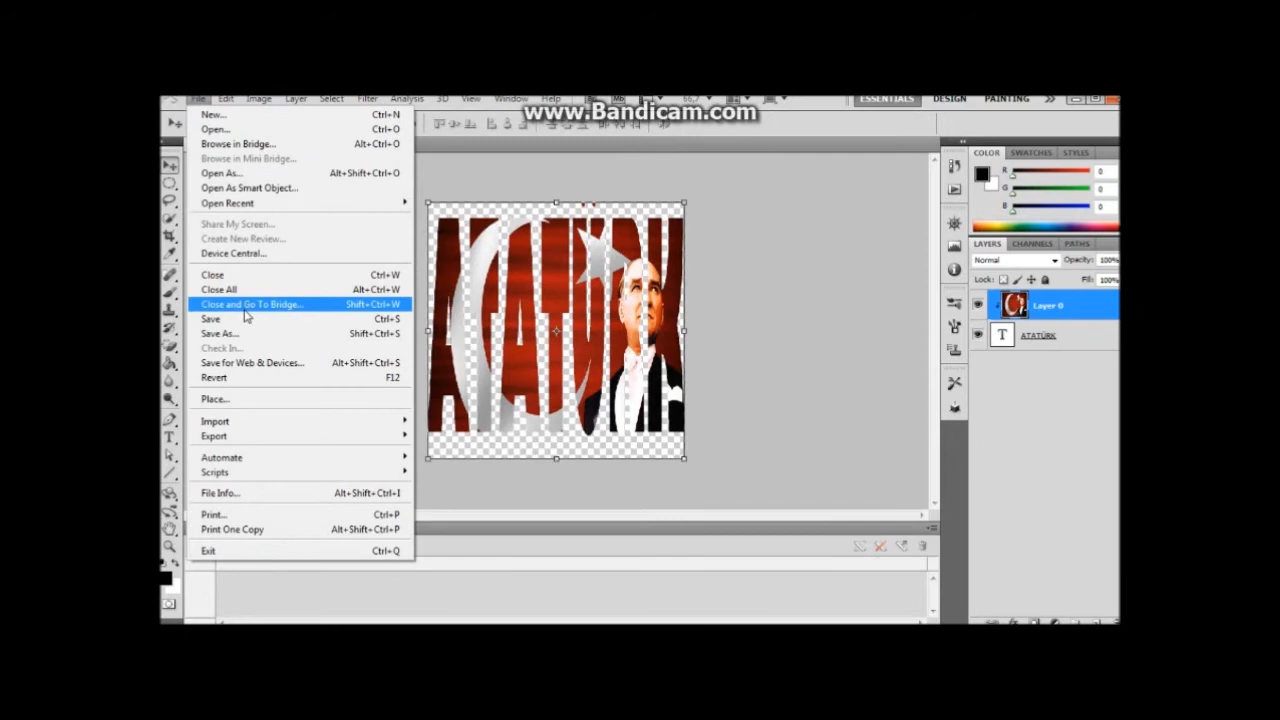 File Edit Image Layer Select Filter Analysis 3D View Window Help Mb 66,7 ESSENTIALS DESIGN PAINTING
www.Bandicam.com
New... Ctrl+N
Open... Ctrl+O
Browse in Bridge... Alt+Ctrl+O
Browse in Mini Bridge...
Open As... Alt+Shift+Ctrl+O
Open As Smart Object...
Open Recent
Share My Screen...
Create New Review...
Device Central...
Close Ctrl+W
Close All Alt+Ctrl+W
Close and Go To Bridge... Shift+Ctrl+W
Save Ctrl+S
Save As... Shift+Ctrl+S
Check In...
Save for Web & Devices... Alt+Shift+Ctrl+S
Revert F12
Place...
Import
Export
Automate
Scripts
File Info... Alt+Shift+Ctrl+I
Print... Ctrl+P
Print One Copy Alt+Shift+Ctrl+P
Exit Ctrl+Q
ATATÜRK
COLOR SWATCHES STYLES
R 0
G 0
B 0
LAYERS CHANNELS PATHS
Normal Opacity: 100%
Lock: Fill: 100%
Layer 0
T ATATÜRK